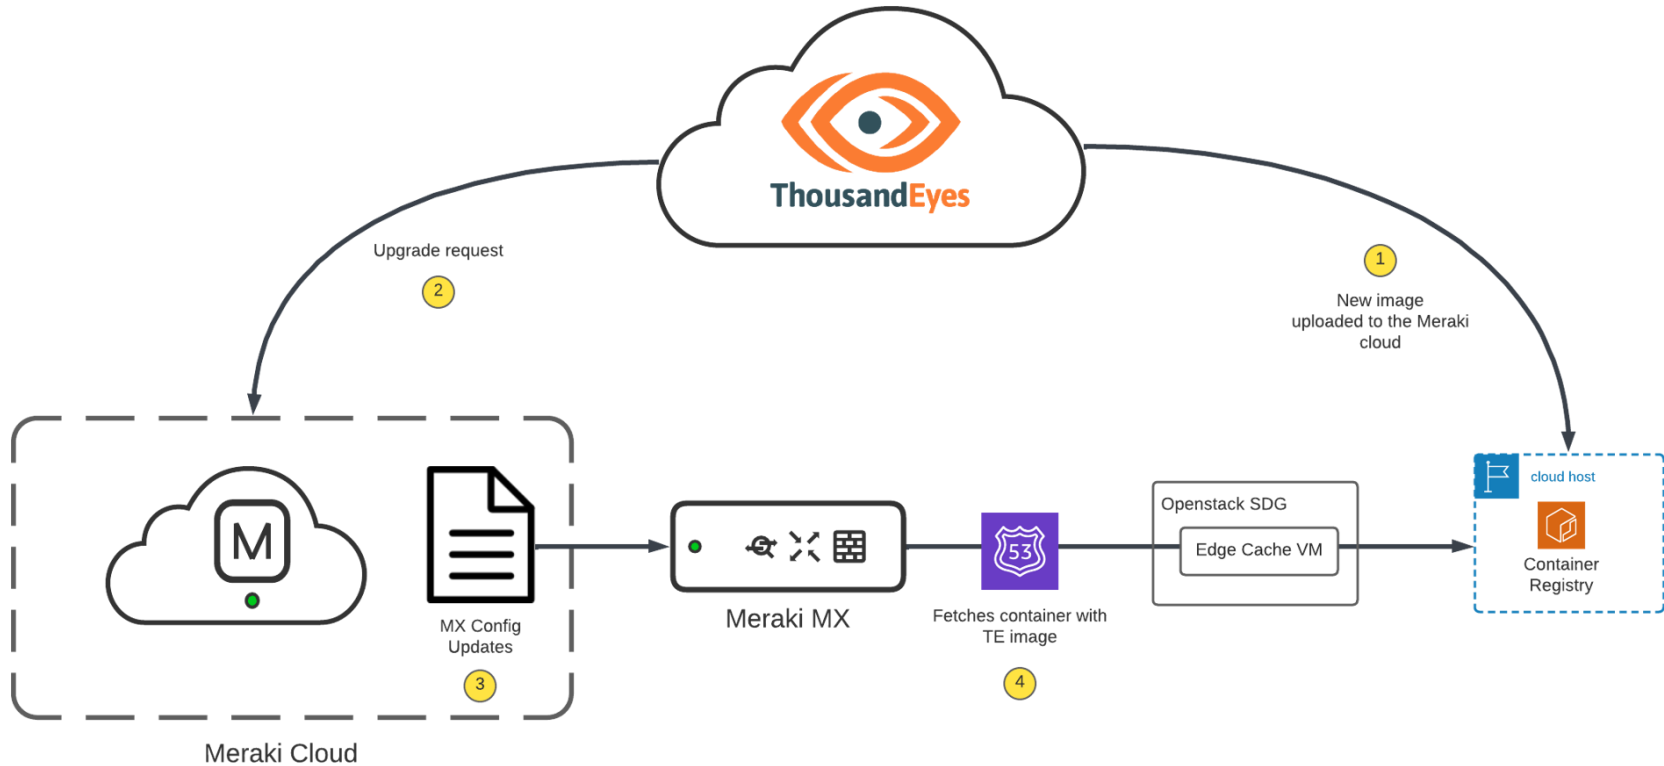 ThousandEyes
Upgrade request
2
1
New image
uploaded to the Meraki
cloud
M
MX Config
Updates
3
Meraki Cloud
Meraki MX
53
Fetches container with
TE image
4
Openstack SDG
Edge Cache VM
cloud host
Container
Registry